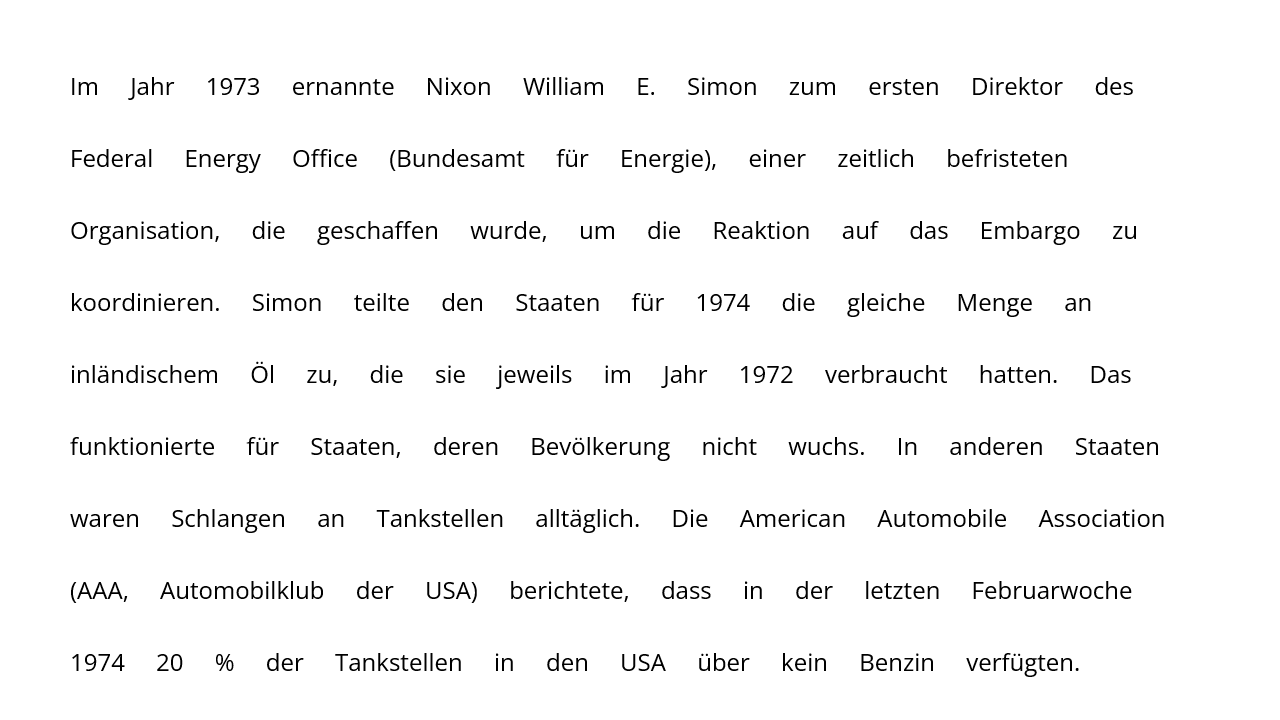 Im Jahr 1973 ernannte Nixon William E. Simon zum ersten Direktor des
Federal Energy Office (Bundesamt für Energie), einer zeitlich befristeten
Organisation, die geschaffen wurde, um die Reaktion auf das Embargo zu
koordinieren. Simon teilte den Staaten für 1974 die gleiche Menge an
inländischem Öl zu, die sie jeweils im Jahr 1972 verbraucht hatten. Das
funktionierte für Staaten, deren Bevölkerung nicht wuchs. In anderen Staaten
waren Schlangen an Tankstellen alltäglich. Die American Automobile Association
(AAA, Automobilklub der USA) berichtete, dass in der letzten Februarwoche
1974 20 % der Tankstellen in den USA über kein Benzin verfügten.